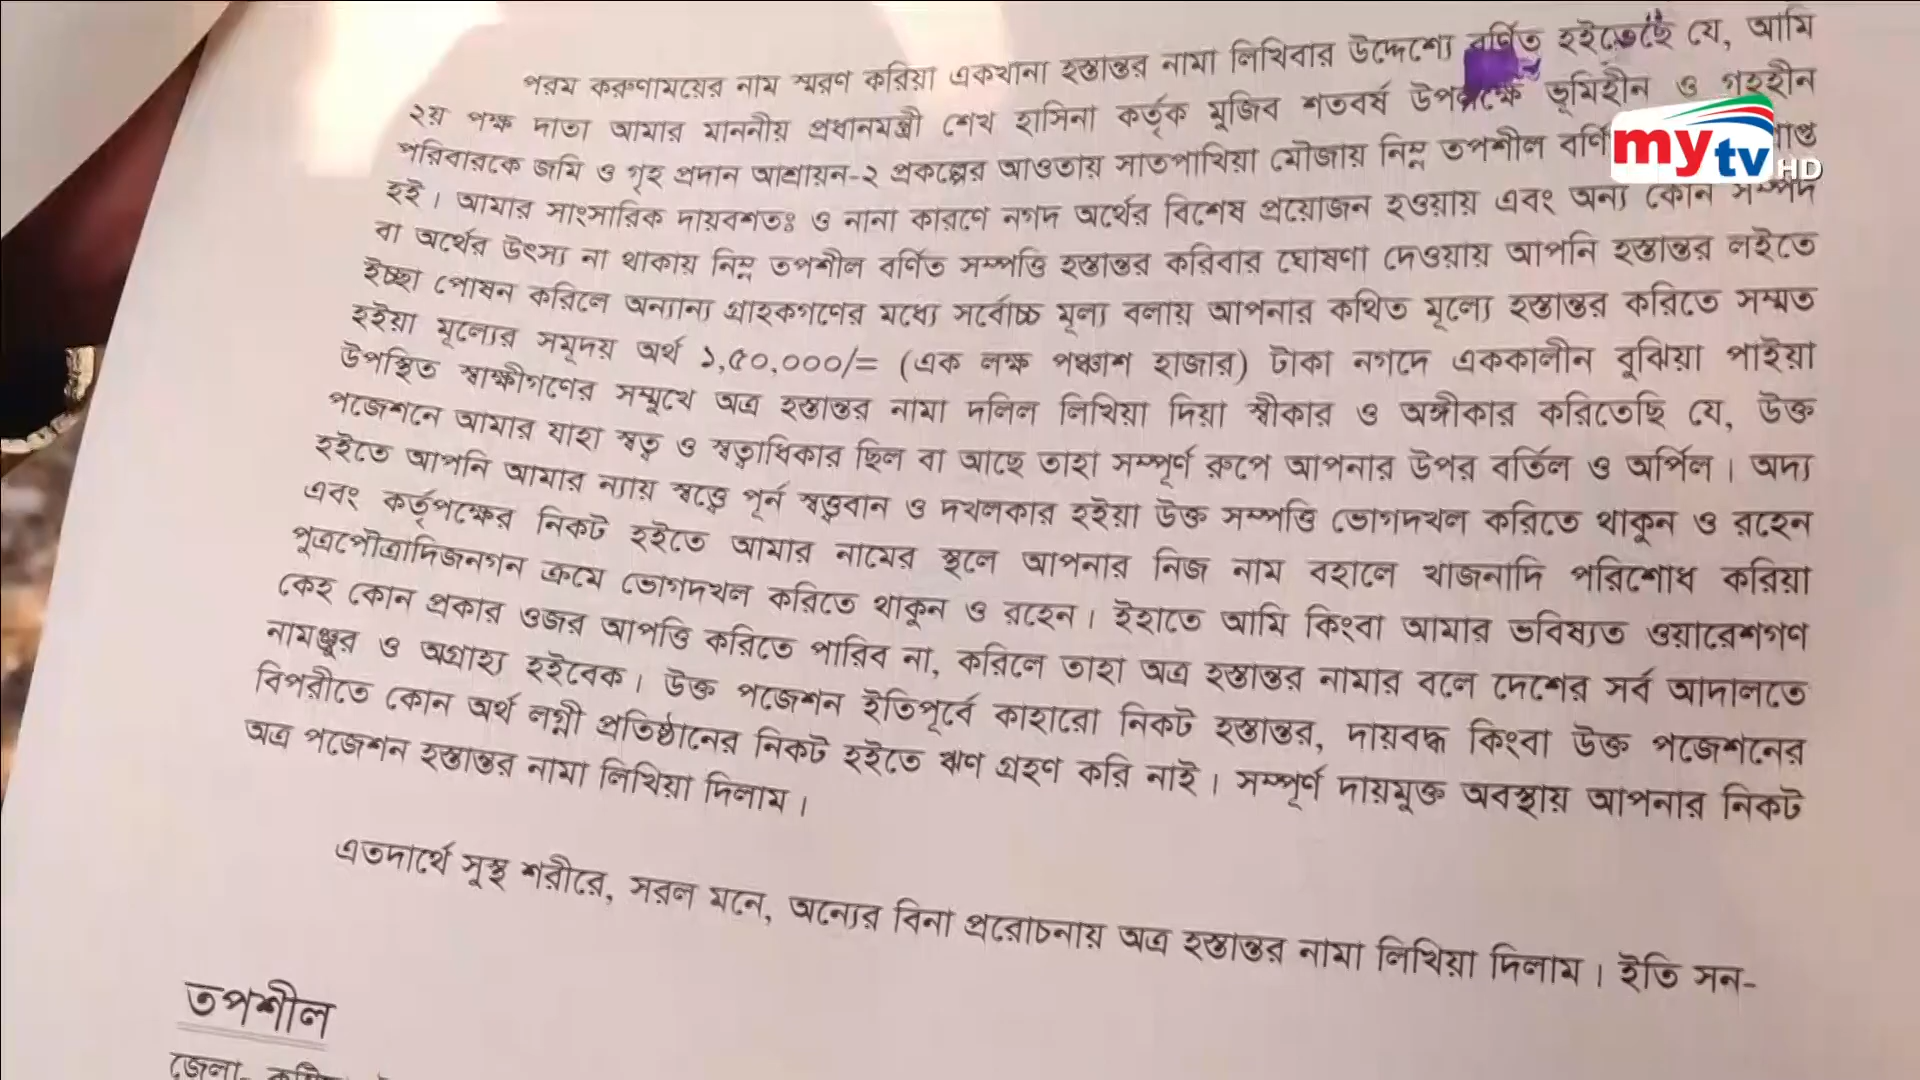 পরম করুণাময়ের নাম স্মরণ করিয়া একখানা হস্তান্তর নামা লিখিবার উদ্দেশ্যে বর্ণিত হইতেছে যে, আমি
২য় পক্ষ দাতা আমার মাননীয় প্রধানমন্ত্রী শেখ হাসিনা কর্তৃক মুজিব শতবর্ষ উপলক্ষে ভূমিহীন ও গৃহহীন
পরিবারকে জমি ও গৃহ প্রদান আশ্রায়ন-২ প্রকল্পের আওতায় সাতপাখিয়া মৌজায় নিম্ন তপশীল
হই। আমার সাংসারিক দায়বশতঃ ও নানা কারণে নগদ অর্থের বিশেষ প্রয়োজন হওয়ায় এবং অন্য কোন সম্পদ
বা অর্থের উৎস্য না থাকায় নিম্ন তপশীল বর্ণিত সম্পত্তি হস্তান্তর করিবার ঘোষণা দেওয়ায় আপনি হস্তান্তর লইতে
ইচ্ছা পোষন করিলে অন্যান্য গ্রাহকগণের মধ্যে সর্বোচ্চ মূল্য বলায় আপনার কথিত মূল্যে হস্তান্তর করিতে সম্মত
হইয়া মূল্যের সমূদয় অর্থ ১,৫০,০০০/= (এক লক্ষ পঞ্চাশ হাজার) টাকা নগদে এককালীন বুঝিয়া পাইয়া
উপস্থিত স্বাক্ষীগণের সম্মুখে অত্র হস্তান্তর নামা দলিল লিখিয়া দিয়া স্বীকার ও অঙ্গীকার করিতেছি যে, উক্ত
পজেশনে আমার যাহা স্বত্ব ও স্বত্বাধিকার ছিল বা আছে তাহা সম্পূর্ণ রুপে আপনার উপর বর্তিল ও অর্পিল। অদ্য
হইতে আপনি আমার ন্যায় স্বত্ত্বে পূর্ন স্বত্ত্ববান ও দখলকার হইয়া উক্ত সম্পত্তি ভোগদখল করিতে থাকুন ও রহেন
এবং কর্তৃপক্ষের নিকট হইতে আমার নামের স্থলে আপনার নিজ নাম বহালে খাজনাদি পরিশোধ করিয়া
পুত্রপৌত্রাদিজনগন ক্রমে ভোগদখল করিতে থাকুন ও রহেন। ইহাতে আমি কিংবা আমার ভবিষ্যত ওয়ারেশগণ
কেহ কোন প্রকার ওজর আপত্তি করিতে পারিব না, করিলে তাহা অত্র হস্তান্তর নামার বলে দেশের সর্ব আদালতে
নামঞ্জুর ও অগ্রাহ্য হইবেক। উক্ত পজেশন ইতিপূর্বে কাহারো নিকট হস্তান্তর, দায়বদ্ধ কিংবা উক্ত পজেশনের
বিপরীতে কোন অর্থ লগ্নী প্রতিষ্ঠানের নিকট হইতে ঋণ গ্রহণ করি নাই। সম্পূর্ণ দায়মুক্ত অবস্থায় আপনার নিকট
অত্র পজেশন হস্তান্তর নামা লিখিয়া দিলাম।
এতদার্থে সুস্থ শরীরে, সরল মনে, অন্যের বিনা প্ররোচনায় অত্র হস্তান্তর নামা লিখিয়া দিলাম। ইতি সন-
তপশীল
জেলা-
mytv HD